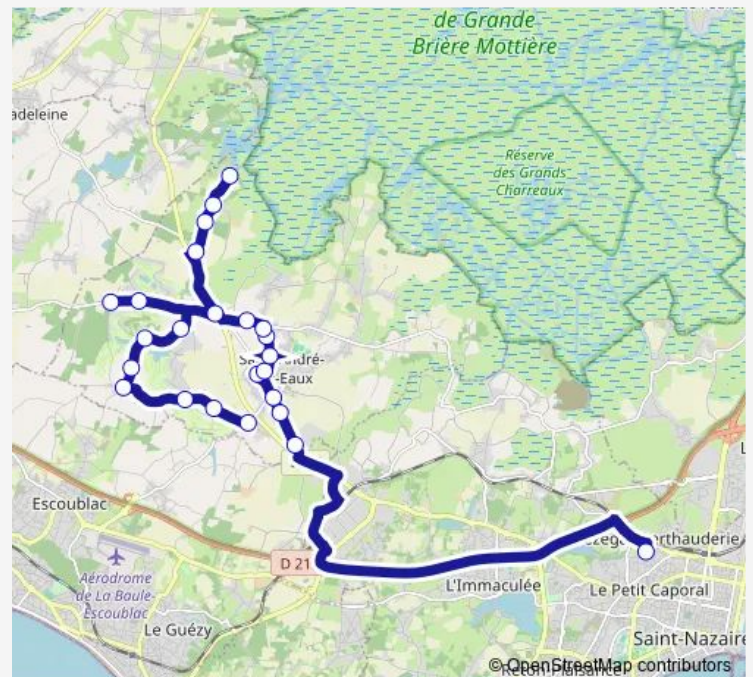 de Grande
Brière Mottière
adeleine
Réserve
des Grands
Charreaux
-Eaux
Escoublac
D 21
Aérodrome
de La Baule-
Escoublac
L'Immaculée
Le Petit Caporal
Le Guézy
Saint-Nazaire
© OpenStreetMap contributors